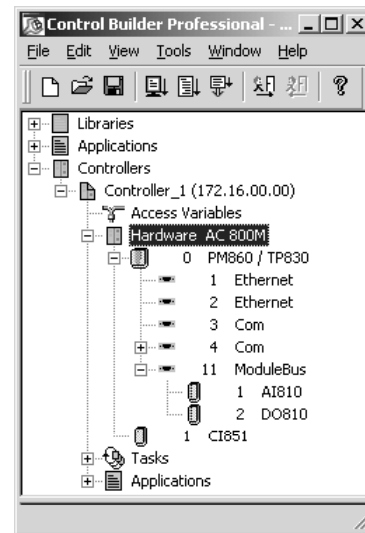 Control Builder Professional - ...
File Edit View Tools Window Help
Libraries
Applications
Controllers
Controller_1 (172.16.00.00)
Access Variables
Hardware AC 800M
0 PM860 / TP830
1 Ethernet
2 Ethernet
3 Com
4 Com
11 ModuleBus
1 AI810
2 DO810
1 CI851
Tasks
Applications